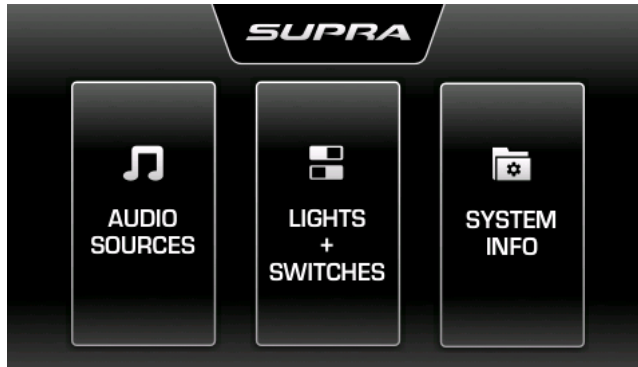 SUPRA
AUDIO
SOURCES
LIGHTS
+
SWITCHES
SYSTEM
INFO